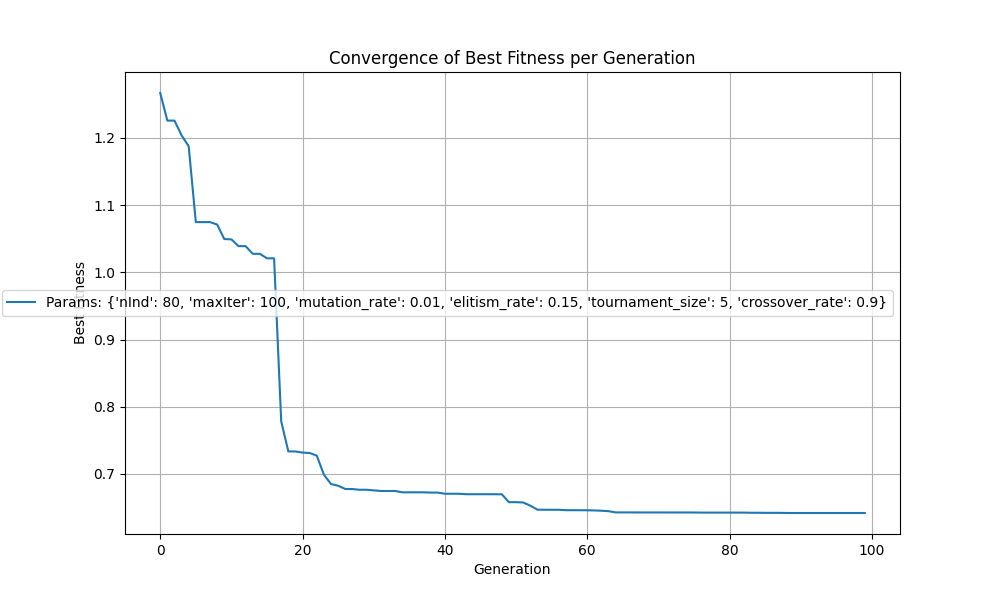 Convergence of Best Fitness per Generation
1.2
1.1
1.0
0.9
0.8
0.7
Best
Params: {'nInd': 80, 'maxIter': 100, 'mutation_rate': 0.01, 'elitism_rate': 0.15, 'tournament_size': 5, 'crossover_rate': 0.9}
0 20 40 60 80 100
Generation